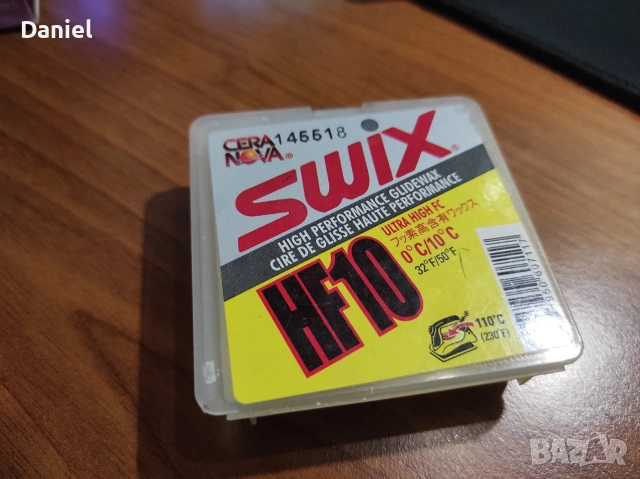 Daniel
CERA 145518
NOVA®
SWIX®
HIGH PERFORMANCE GLIDEWAX
CIRE DE GLISSE HAUTE PERFORMANCE
ULTRA HIGH FC
フッ素高含有ワックス
0°C/10°C
32°F/50°F
HF10
110°C
(230°F)
BAZAR